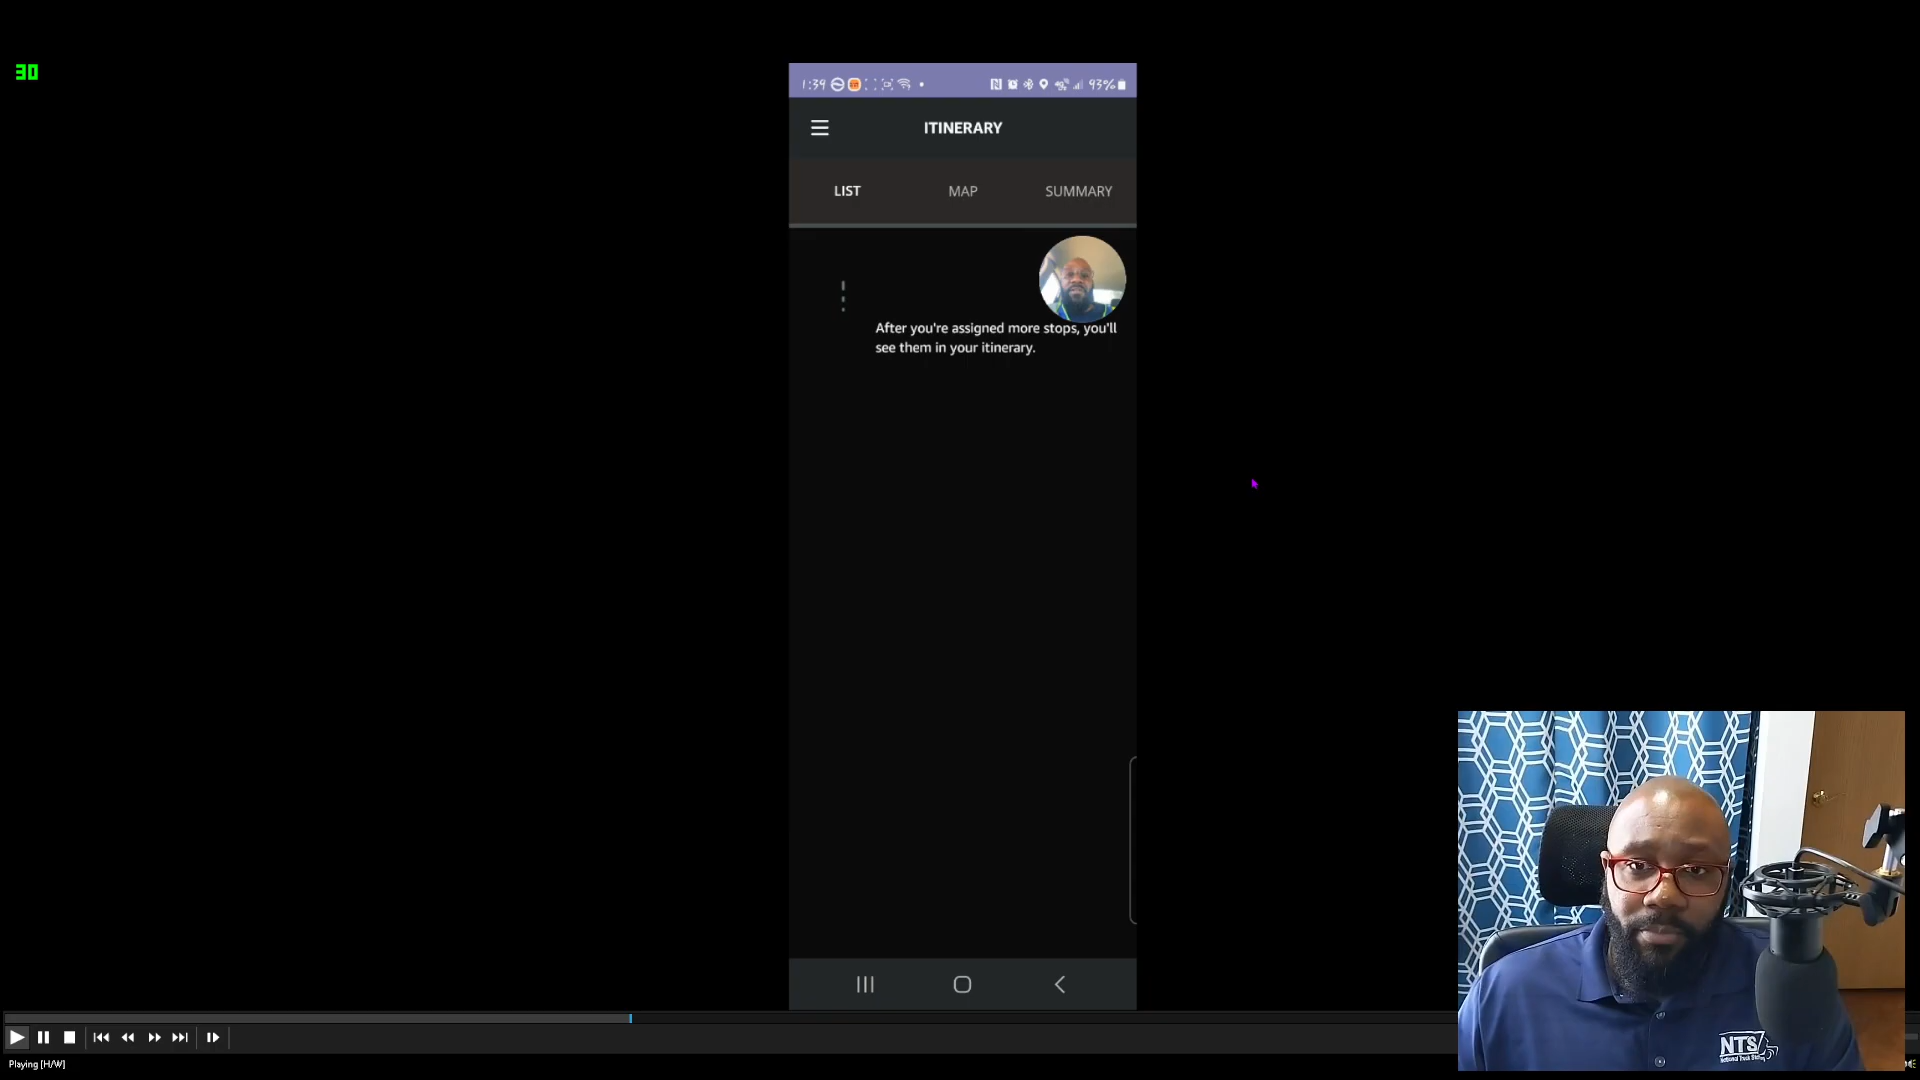 30
1:39
93%
ITINERARY
LIST
MAP
SUMMARY
After you're assigned more stops, you'll
see them in your itinerary.
NTS
Playing [H/W]